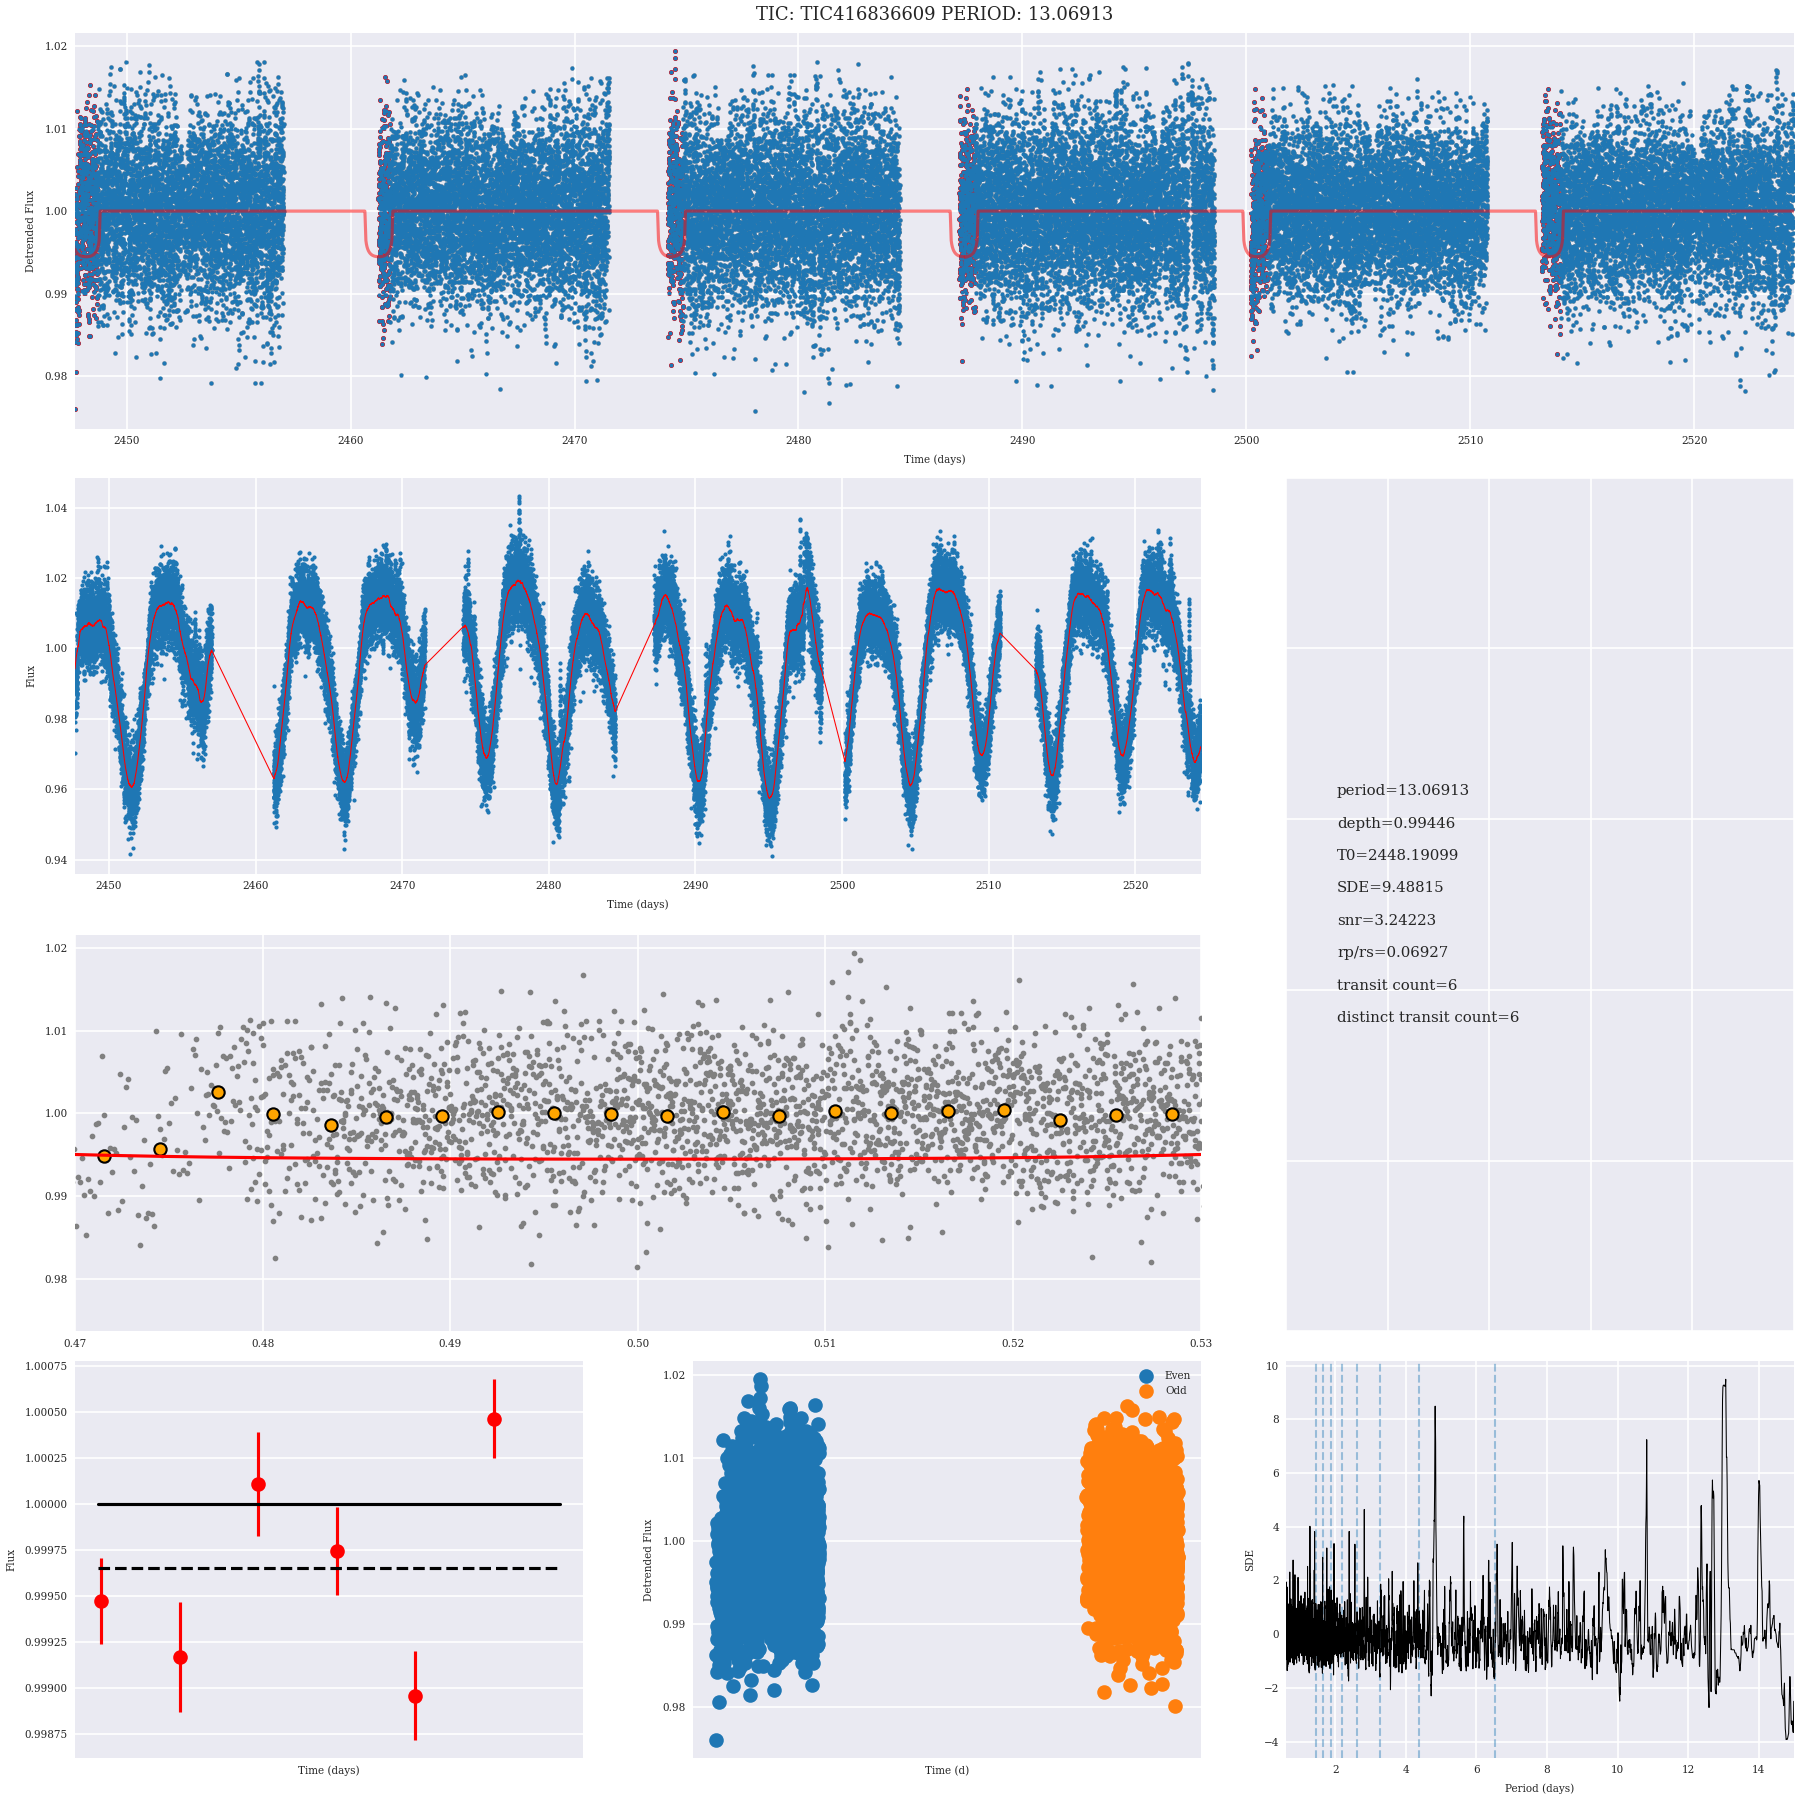 TIC: TIC416836609 PERIOD: 13.06913
1.02
1.01
1.00
0.99
0.98
Detrended Flux
2450 2460 2470 2480 2490 2500 2510 2520
Time (days)
1.04
1.02
1.00
0.98
0.96
0.94
Flux
2450 2460 2470 2480 2490 2500 2510 2520
Time (days)
period=13.06913
depth=0.99446
T0=2448.19099
SDE=9.48815
snr=3.24223
rp/rs=0.06927
transit count=6
distinct transit count=6
1.02
1.01
1.00
0.99
0.98
0.47 0.48 0.49 0.50 0.51 0.52 0.53
1.00075
1.00050
1.00025
1.00000
0.99975
0.99950
0.99925
0.99900
0.99875
Flux
Time (days)
1.02
1.01
1.00
0.99
0.98
Detrended Flux
Even
Odd
Time (d)
10
8
6
4
2
0
−2
−4
SDE
2 4 6 8 10 12 14
Period (days)